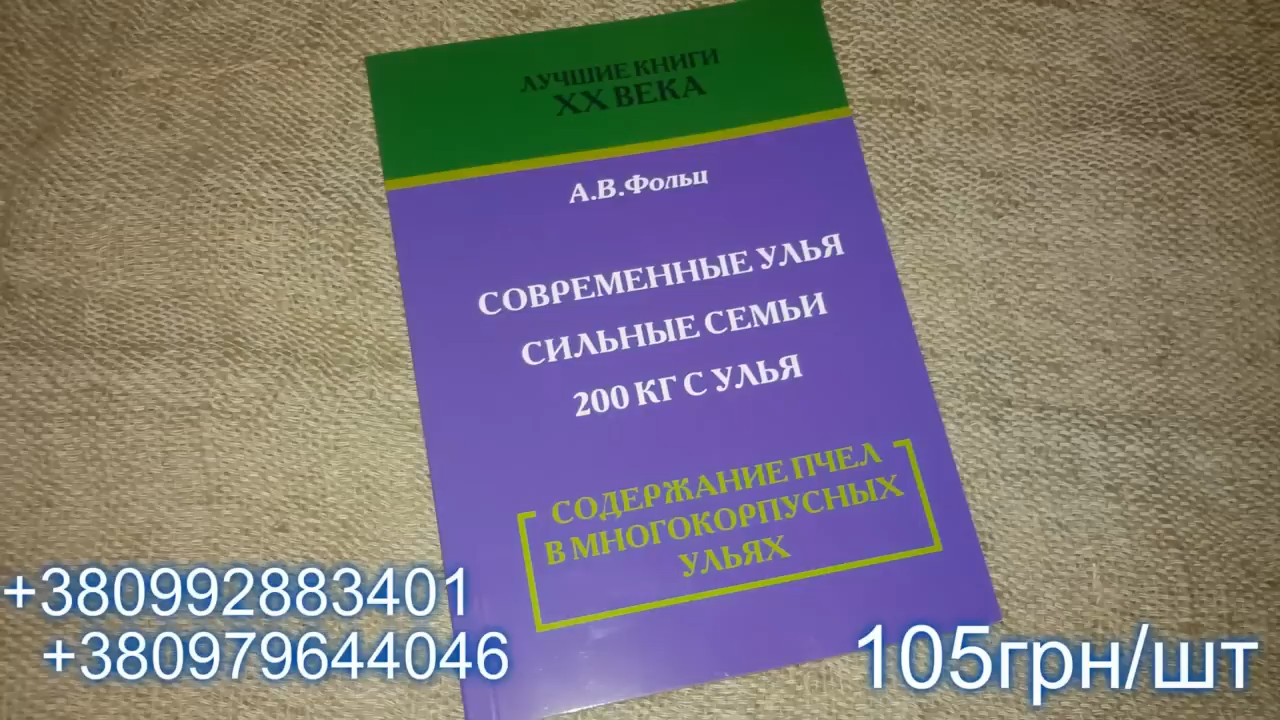 ЛУЧШИЕ КНИГИ
XX ВЕКА
А.В.Фольц
СОВРЕМЕННЫЕ УЛЬЯ
СИЛЬНЫЕ СЕМЬИ
200 КГ С УЛЬЯ
СОДЕРЖАНИЕ ПЧЕЛ
В МНОГОКОРПУСНЫХ
УЛЬЯХ
+380992883401
+380979644046
105грн/шт